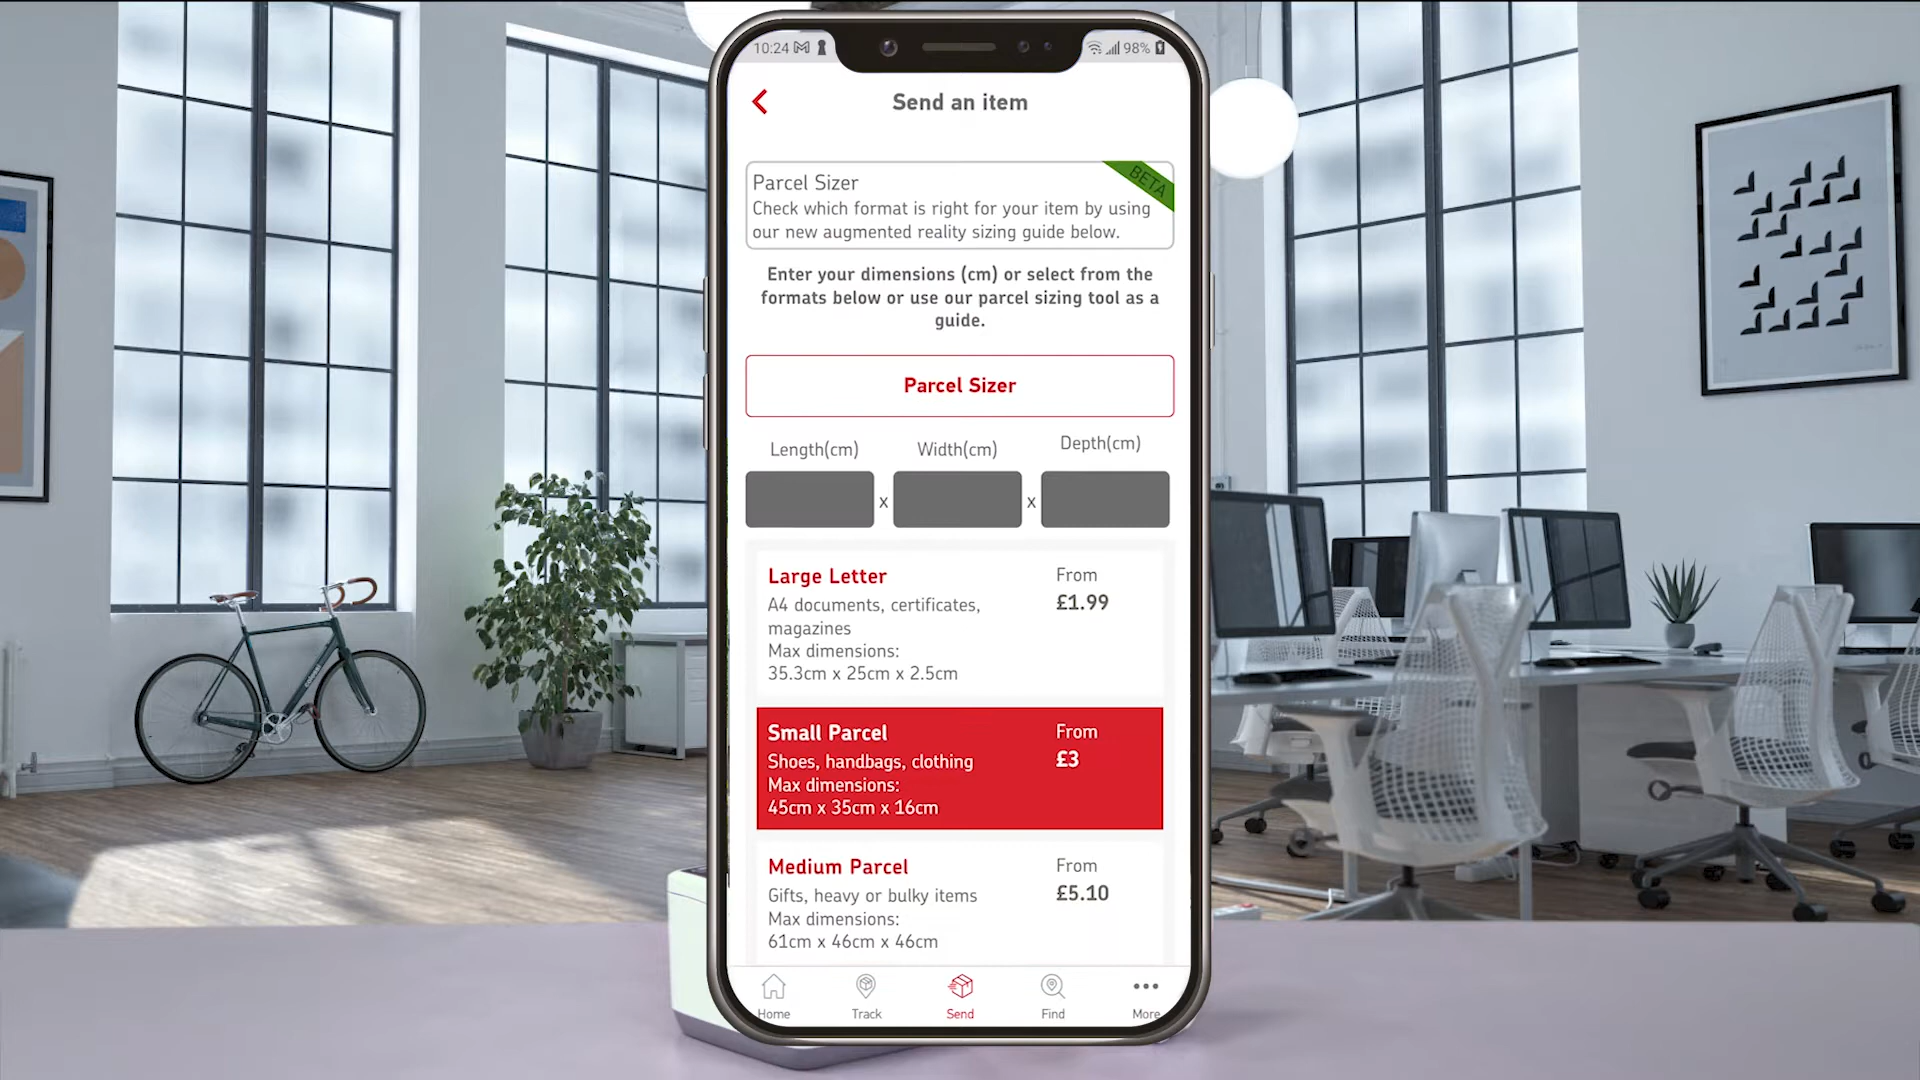 10:24
98%
Send an item
BETA
Parcel Sizer
Check which format is right for your item by using
our new augmented reality sizing guide below.
Enter your dimensions (cm) or select from the
formats below or use our parcel sizing tool as a
guide.
Parcel Sizer
Length(cm)
Width(cm)
Depth(cm)
x
x
Large Letter
From
A4 documents, certificates,
£1.99
magazines
Max dimensions:
35.3cm x 25cm x 2.5cm
Small Parcel
From
Shoes, handbags, clothing
£3
Max dimensions:
45cm x 35cm x 16cm
Medium Parcel
From
Gifts, heavy or bulky items
£5.10
Max dimensions:
61cm x 46cm x 46cm
Home
Track
Send
Find
More